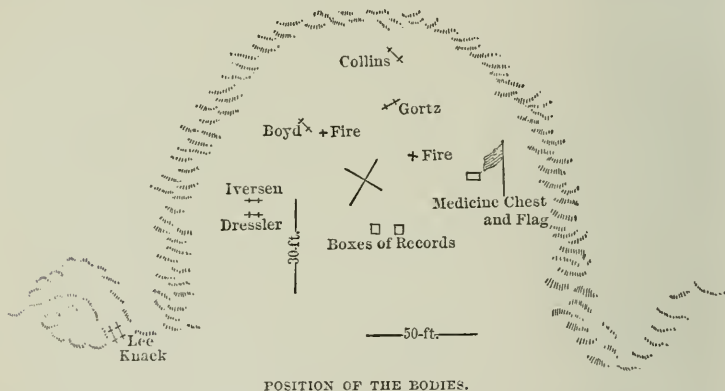 Collins
Gortz
Boyd
+ Fire
+ Fire
Iversen
Dressler
Medicine Chest
and Flag
Boxes of Records
30-ft.
50-ft.
Lee
Knack
POSITION OF THE BODIES.